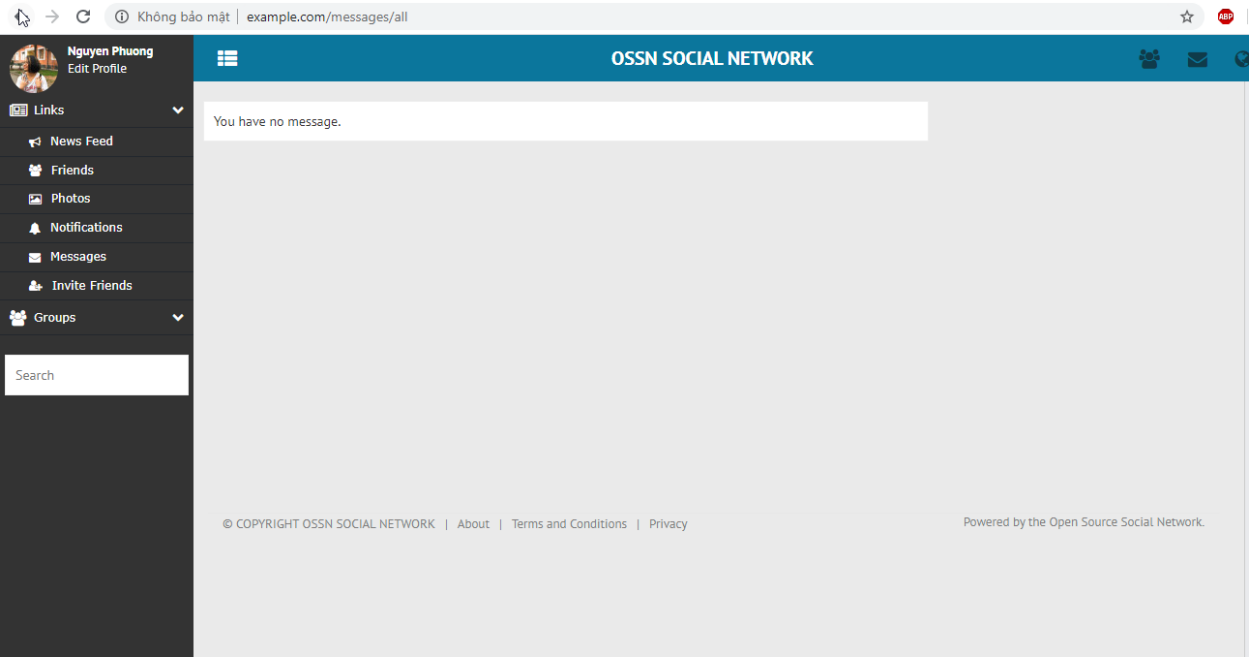 Không bảo mật | example.com/messages/all
ABP
Nguyen Phuong
Edit Profile
OSSN SOCIAL NETWORK
Links
News Feed
Friends
Photos
Notifications
Messages
Invite Friends
Groups
Search
You have no message.
© COPYRIGHT OSSN SOCIAL NETWORK | About | Terms and Conditions | Privacy
Powered by the Open Source Social Network.